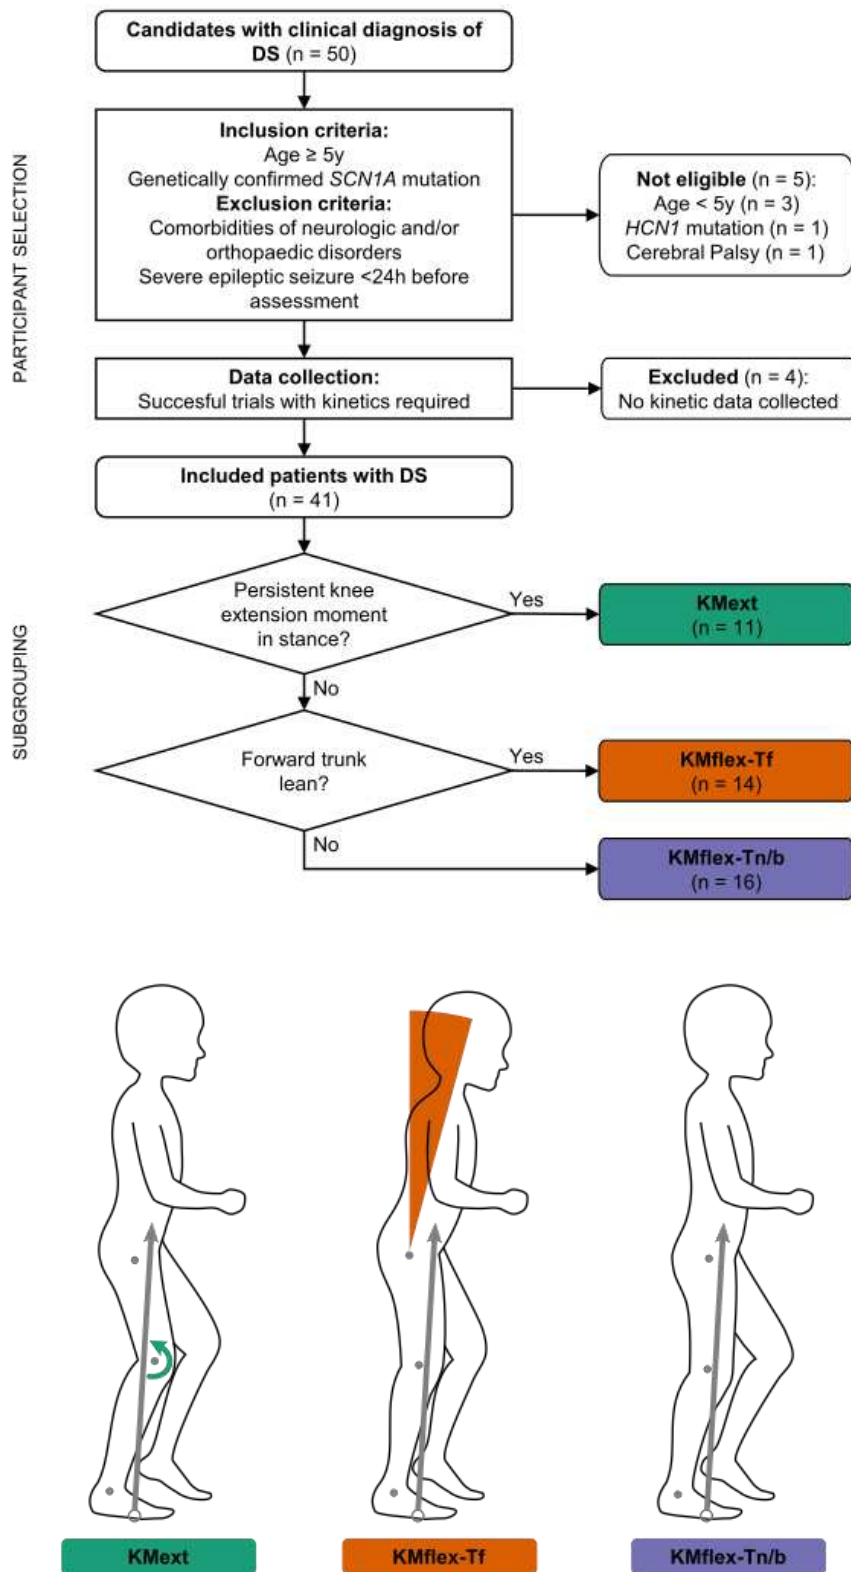 Candidates with clinical diagnosis of
DS (n = 50)
PARTICIPANT SELECTION
Inclusion criteria:
Age ≥ 5y
Genetically confirmed SCN1A mutation
Exclusion criteria:
Comorbidities of neurologic and/or
orthopaedic disorders
Severe epileptic seizure <24h before
assessment
Not eligible (n = 5):
Age < 5y (n = 3)
HCN1 mutation (n = 1)
Cerebral Palsy (n = 1)
Data collection:
Succesful trials with kinetics required
Excluded (n = 4):
No kinetic data collected
Included patients with DS
(n = 41)
SUBGROUPING
Persistent knee
extension moment
in stance?
Yes
KMext
(n = 11)
No
Forward trunk
lean?
Yes
KMflex-Tf
(n = 14)
No
KMflex-Tn/b
(n = 16)
KMext
KMflex-Tf
KMflex-Tn/b